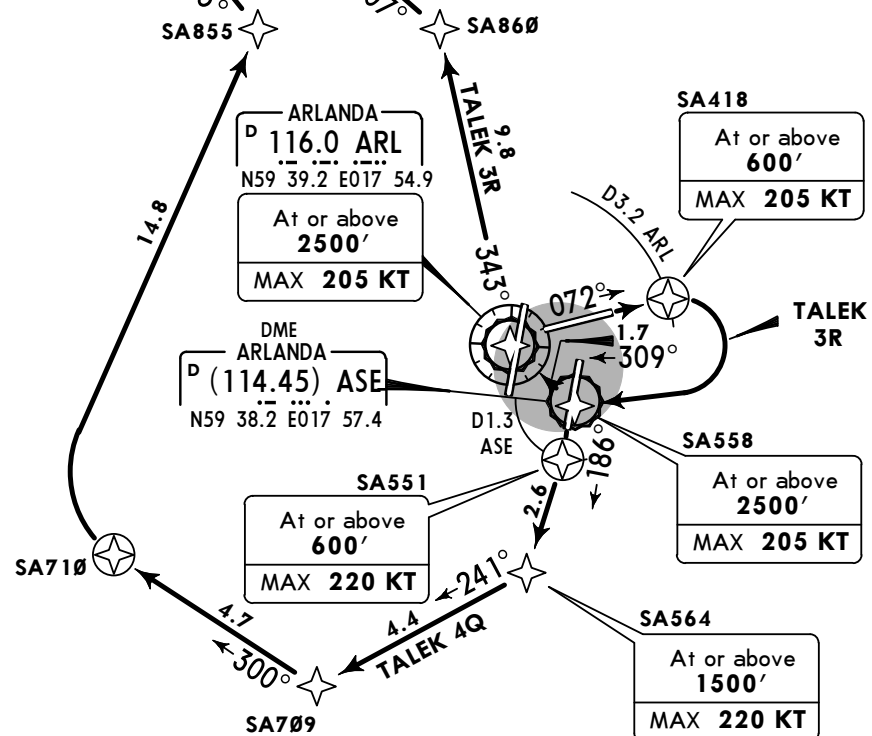 SA855
SA86Ø
ARLANDA
D 116.0 ARL
N59 39.2 E017 54.9
At or above
2500′
MAX 205 KT
9.8
TALEK 3R
343°
SA418
At or above
600′
MAX 205 KT
D3.2 ARL
14.8
072°
TALEK
3R
1.7
309°
DME
ARLANDA
D (114.45) ASE
N59 38.2 E017 57.4
D1.3
ASE
186°
SA558
At or above
2500′
MAX 205 KT
SA551
At or above
600′
MAX 220 KT
2.6
SA71Ø
241°
4.4
TALEK 4Q
4.7
300°
SA7Ø9
SA564
At or above
1500′
MAX 220 KT